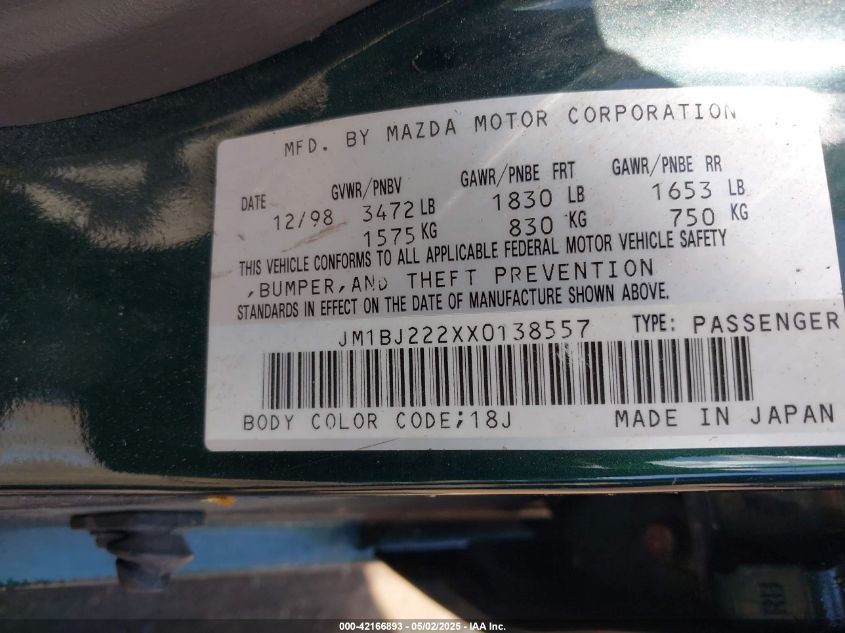 MFD. BY MAZDA MOTOR CORPORATION
DATE GVWR/PNBV GAWR/PNBE FRT GAWR/PNBE RR
12/98 3472 LB 1830 LB 1653 LB
1575 KG 830 KG 750 KG
THIS VEHICLE CONFORMS TO ALL APPLICABLE FEDERAL MOTOR VEHICLE SAFETY
,BUMPER,AND THEFT PREVENTION
STANDARDS IN EFFECT ON THE DATE OF MANUFACTURE SHOWN ABOVE.
JM1BJ222XX0138557 TYPE: PASSENGER
BODY COLOR CODE;18J MADE IN JAPAN
000-42166893 - 05/02/2025 - IAA, Inc.